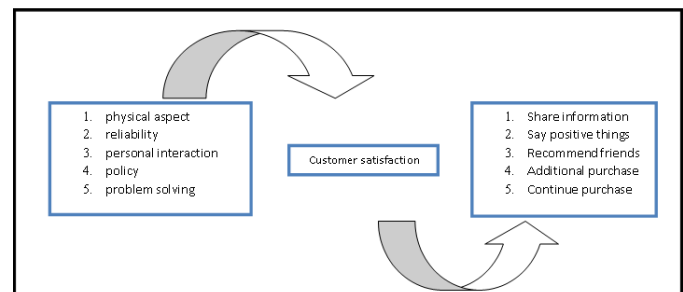 1. physical aspect
2. reliability
3. personal interaction
4. policy
5. problem solving
Customer satisfaction
1. Share information
2. Say positive things
3. Recommend friends
4. Additional purchase
5. Continue purchase